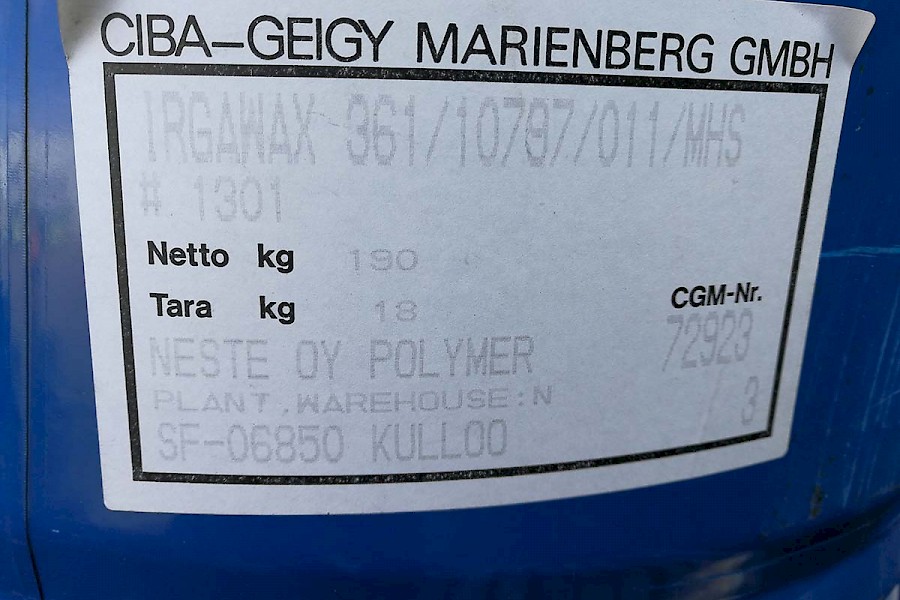 CIBA-GEIGY MARIENBERG GMBH
IRGAWAX 361/10797/011/MHS
# 1301
Netto kg 190
Tara kg 18
CGM-Nr.
72923
NESTE OY POLYMER
PLANT,WAREHOUSE:N
3
SF-06850 KULLOO